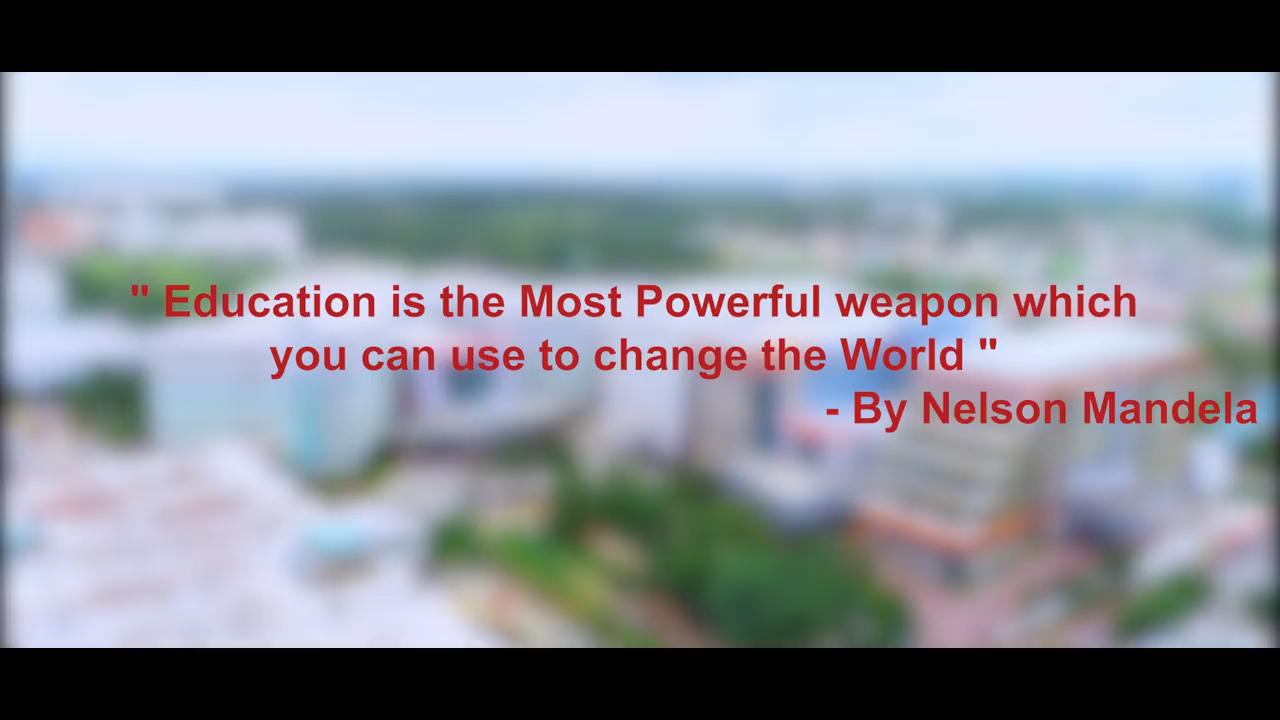 " Education is the Most Powerful weapon which
you can use to change the World "
- By Nelson Mandela